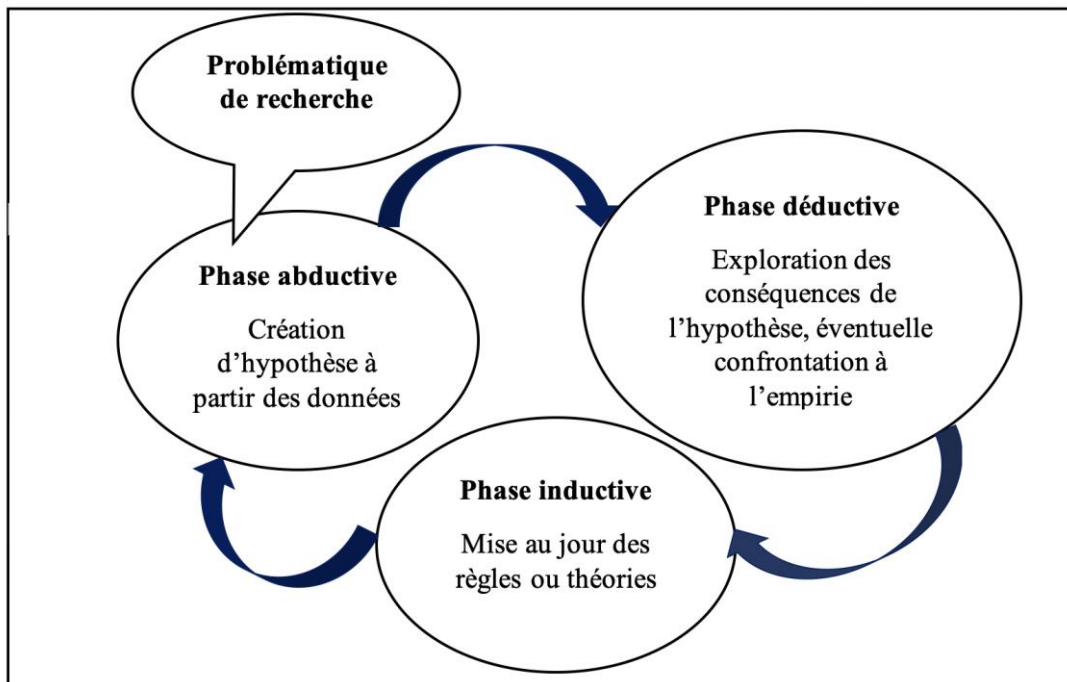 Problématique
de recherche
Phase abductive
Création
d’hypothèse à
partir des données
Phase déductive
Exploration des
conséquences de
l’hypothèse, éventuelle
confrontation à
l’empirie
Phase inductive
Mise au jour des
règles ou théories